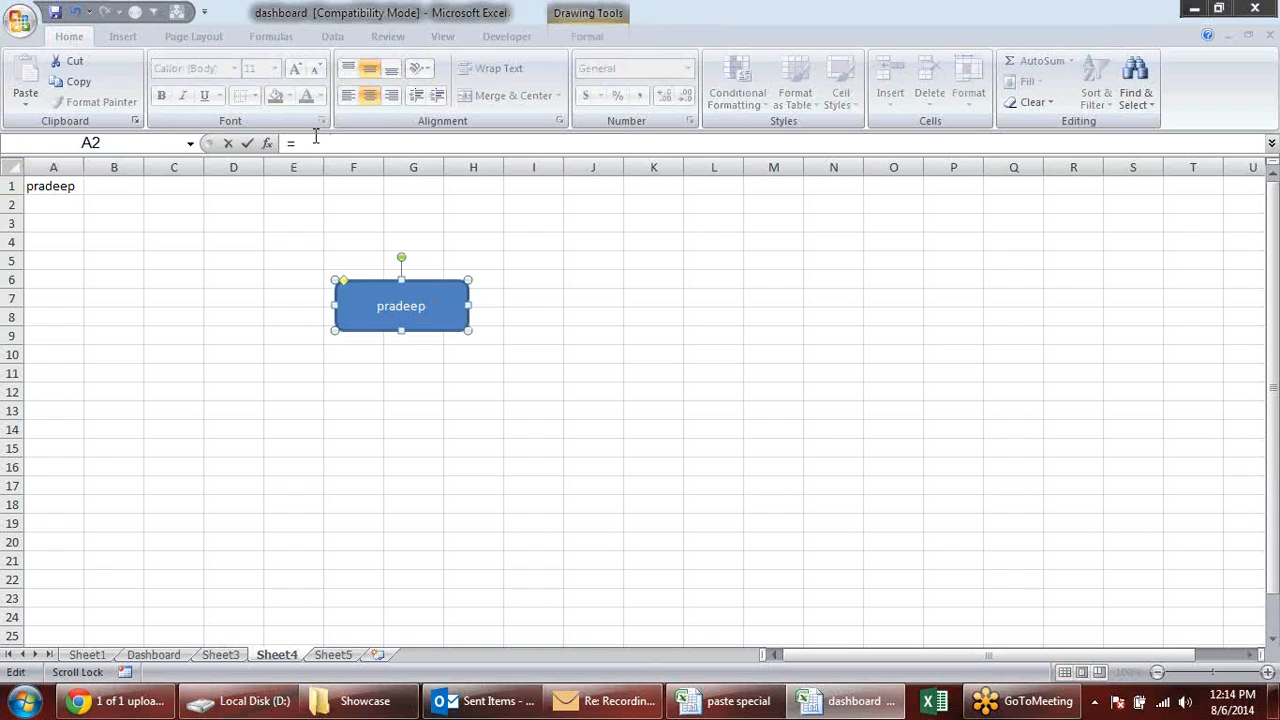 dashboard [Compatibility Mode] - Microsoft Excel
Drawing Tools
Home Insert Page Layout Formulas Data Review View Developer Format
Paste
Cut
Copy
Format Painter
Clipboard
Calibri (Body) 11
B I U
Font
Wrap Text
Merge & Center
Alignment
General
$ % ,
Number
Conditional Formatting
Format as Table
Cell Styles
Styles
Insert
Delete
Format
Cells
AutoSum
Fill
Clear
Sort & Filter
Find & Select
Editing
A2 fx =
A B C D E F G H I J K L M N O P Q R S T U
1 pradeep
2
3
4
5
6
7
pradeep
8
9
10
11
12
13
14
15
16
17
18
19
20
21
22
23
24
25
Sheet1 Dashboard Sheet3 Sheet4 Sheet5
Edit Scroll Lock 100%
1 of 1 uploa...
Local Disk (D:)
Showcase
Sent Items - ...
Re: Recordin...
paste special
dashboard ...
GoToMeeting
12:14 PM
8/6/2014